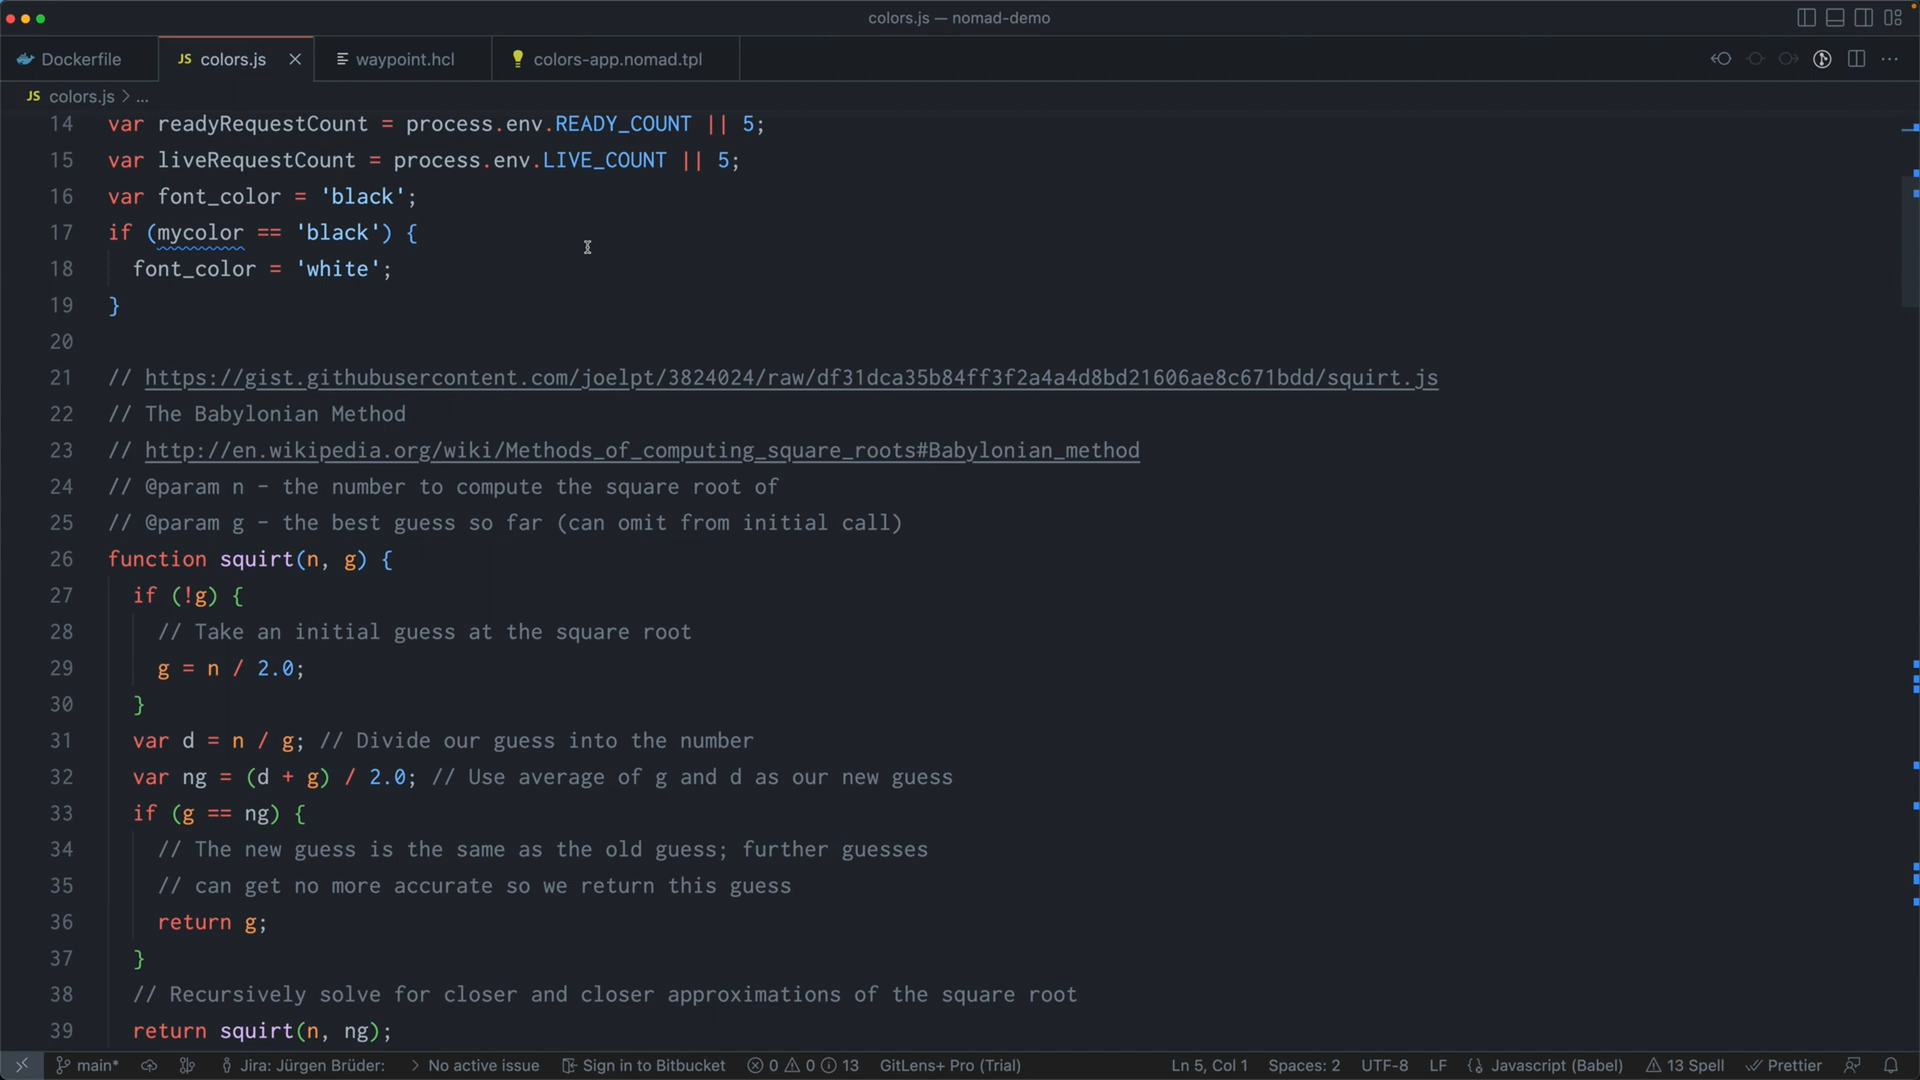 colors.js — nomad-demo
Dockerfile
JS colors.js
waypoint.hcl
colors-app.nomad.tpl
JS colors.js > ...
14 var readyRequestCount = process.env.READY_COUNT || 5;
15 var liveRequestCount = process.env.LIVE_COUNT || 5;
16 var font_color = 'black';
17 if (mycolor == 'black') {
18 font_color = 'white';
19 }
20
21 // https://gist.githubusercontent.com/joelpt/3824024/raw/df31dca35b84ff3f2a4a4d8bd21606ae8c671bdd/squirt.js
22 // The Babylonian Method
23 // http://en.wikipedia.org/wiki/Methods_of_computing_square_roots#Babylonian_method
24 // @param n - the number to compute the square root of
25 // @param g - the best guess so far (can omit from initial call)
26 function squirt(n, g) {
27 if (!g) {
28 // Take an initial guess at the square root
29 g = n / 2.0;
30 }
31 var d = n / g; // Divide our guess into the number
32 var ng = (d + g) / 2.0; // Use average of g and d as our new guess
33 if (g == ng) {
34 // The new guess is the same as the old guess; further guesses
35 // can get no more accurate so we return this guess
36 return g;
37 }
38 // Recursively solve for closer and closer approximations of the square root
39 return squirt(n, ng);
main* Jira: Jürgen Brüder: > No active issue Sign in to Bitbucket 0 0 13 GitLens+ Pro (Trial) Ln 5, Col 1 Spaces: 2 UTF-8 LF {} Javascript (Babel) 13 Spell Prettier